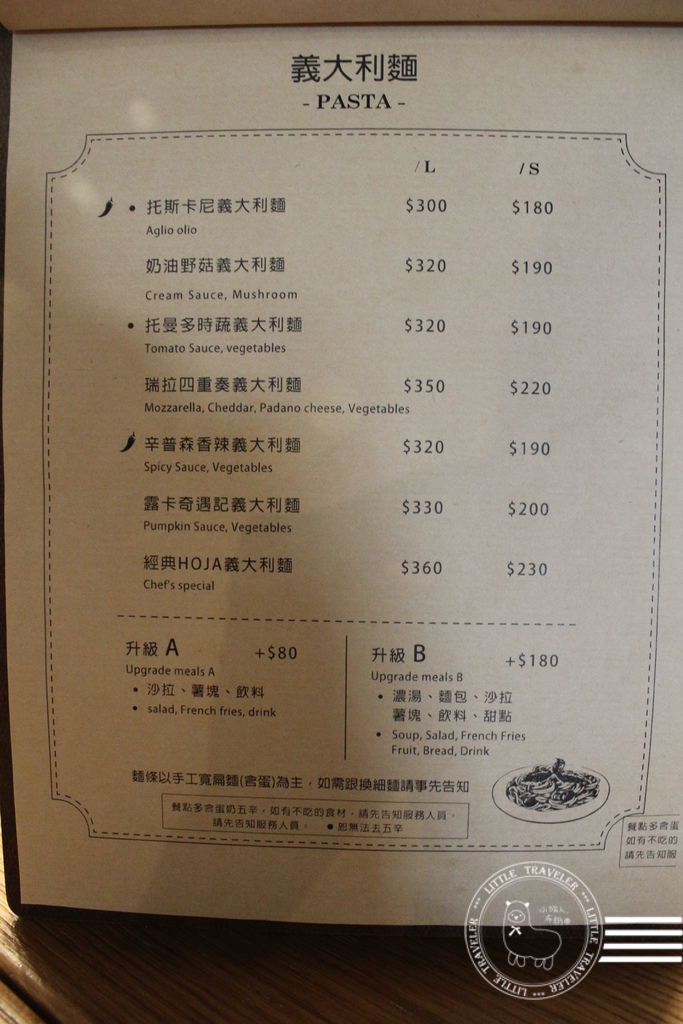 義大利麵
- PASTA -
/ L / S
• 托斯卡尼義大利麵 $300 $180
Aglio olio
奶油野菇義大利麵 $320 $190
Cream Sauce, Mushroom
• 托曼多時蔬義大利麵 $320 $190
Tomato Sauce, vegetables
瑞拉四重奏義大利麵 $350 $220
Mozzarella, Cheddar, Padano cheese, Vegetables
辛普森香辣義大利麵 $320 $190
Spicy Sauce, Vegetables
露卡奇遇記義大利麵 $330 $200
Pumpkin Sauce, Vegetables
經典HOJA義大利麵 $360 $230
Chef's special
升級 A +$80
Upgrade meals A
• 沙拉、薯塊、飲料
• salad, French fries, drink
升級 B +$180
Upgrade meals B
• 濃湯、麵包、沙拉
薯塊、飲料、甜點
• Soup, Salad, French Fries
Fruit, Bread, Drink
麵條以手工寬扁麵(含蛋)為主，如需跟換細麵請事先告知
餐點多含蛋奶五辛，如有不吃的食材，請先告知服務人員。
請先告知服務人員。 ●即無法去五辛
餐點多含蛋
如有不吃的
請先告知服
LITTLE TRAVELER
LITTLE TRAVELER
LITTLE TRAVELER